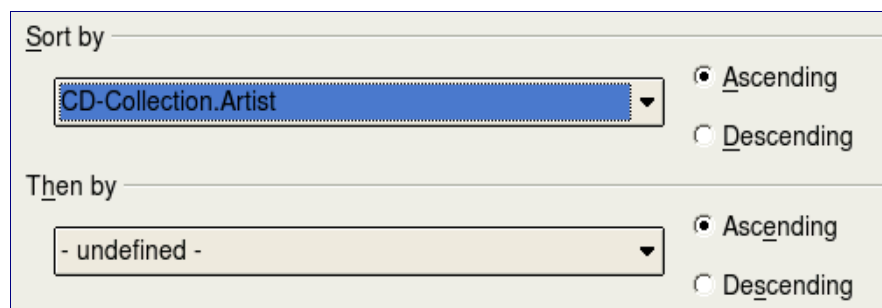 Sort by
CD-Collection.Artist
Ascending
Descending
Then by
- undefined -
Ascending
Descending